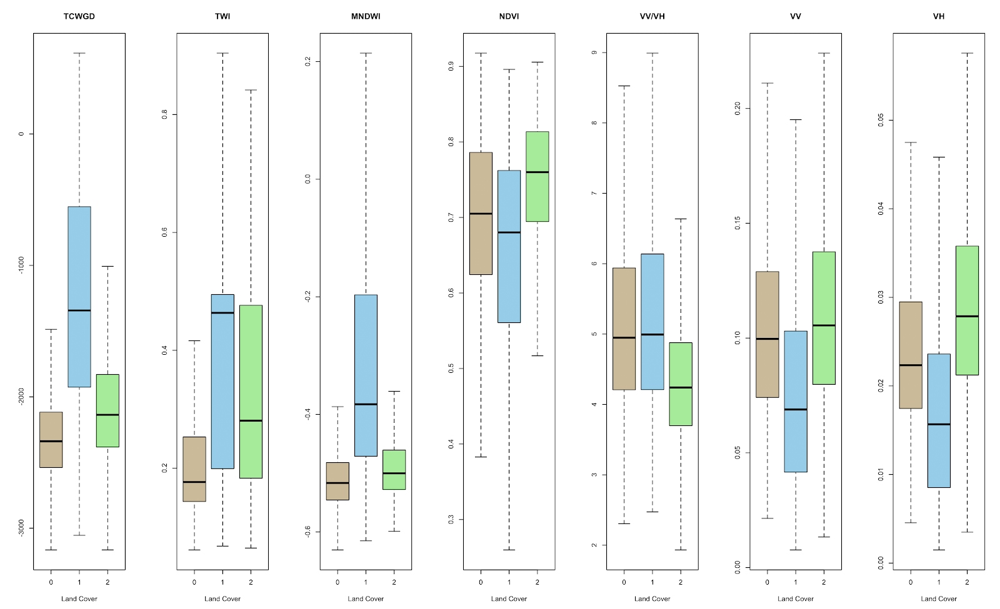 TCWGD TWI MNDWI NDVI VV/VH VV VH
0 -1000 -2000 -3000
0.8 0.6 0.4 0.2
0.2 0.0 -0.2 -0.4 -0.6
0.9 0.8 0.7 0.6 0.5 0.4 0.3
9 8 7 6 5 4 3 2
0.20 0.15 0.10 0.05 0.00
0.05 0.04 0.03 0.02 0.01 0.00
0 1 2 0 1 2 0 1 2 0 1 2 0 1 2 0 1 2 0 1 2
Land Cover Land Cover Land Cover Land Cover Land Cover Land Cover Land Cover